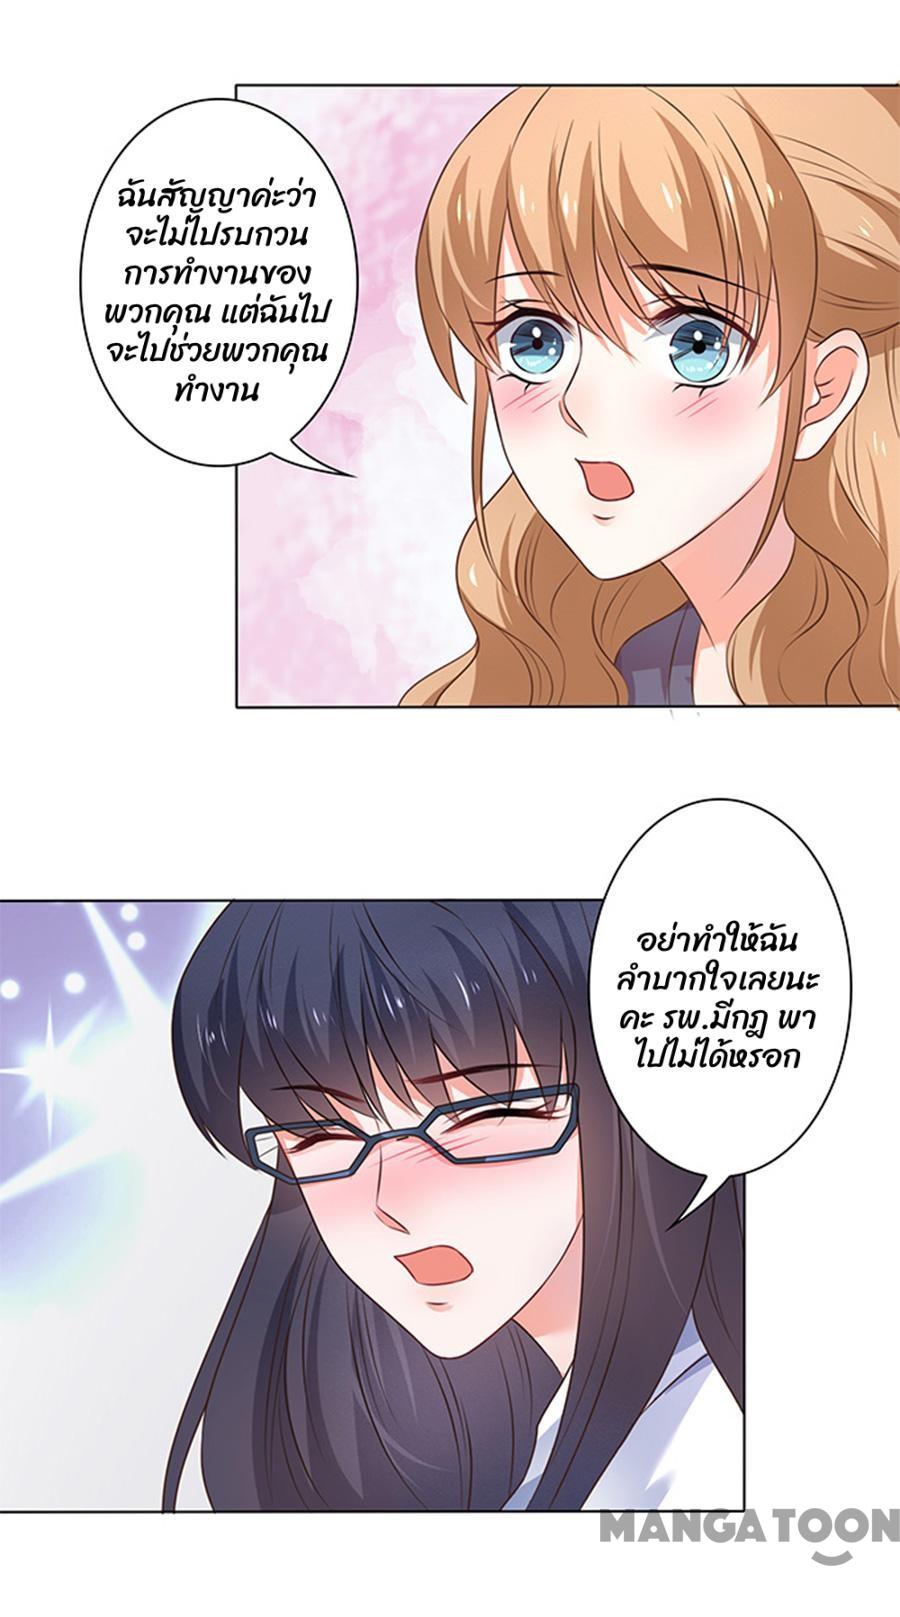 ฉันสัญญาค่ะว่า
จะไม่ไปรบกวน
การทำงานของ
พวกคุณ แต่ฉันไป
จะไปช่วยพวกคุณ
ทำงาน
อย่าทำให้ฉัน
ลำบากใจเลยนะ
คะ รพ.มีกฎ พา
ไปไม่ได้หรอก
MANGATOON